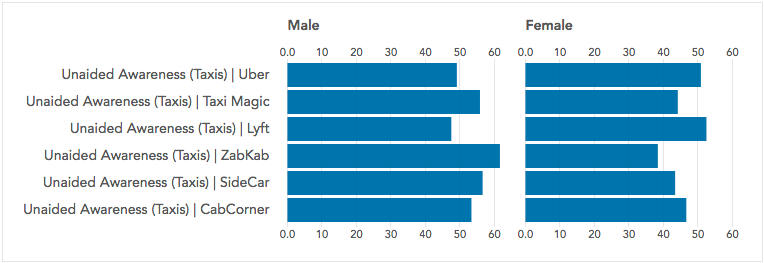 Male Female
0.0 10 20 30 40 50 60 0.0 10 20 30 40 50 60
Unaided Awareness (Taxis) | Uber
Unaided Awareness (Taxis) | Taxi Magic
Unaided Awareness (Taxis) | Lyft
Unaided Awareness (Taxis) | ZabKab
Unaided Awareness (Taxis) | SideCar
Unaided Awareness (Taxis) | CabCorner
0.0 10 20 30 40 50 60 0.0 10 20 30 40 50 60